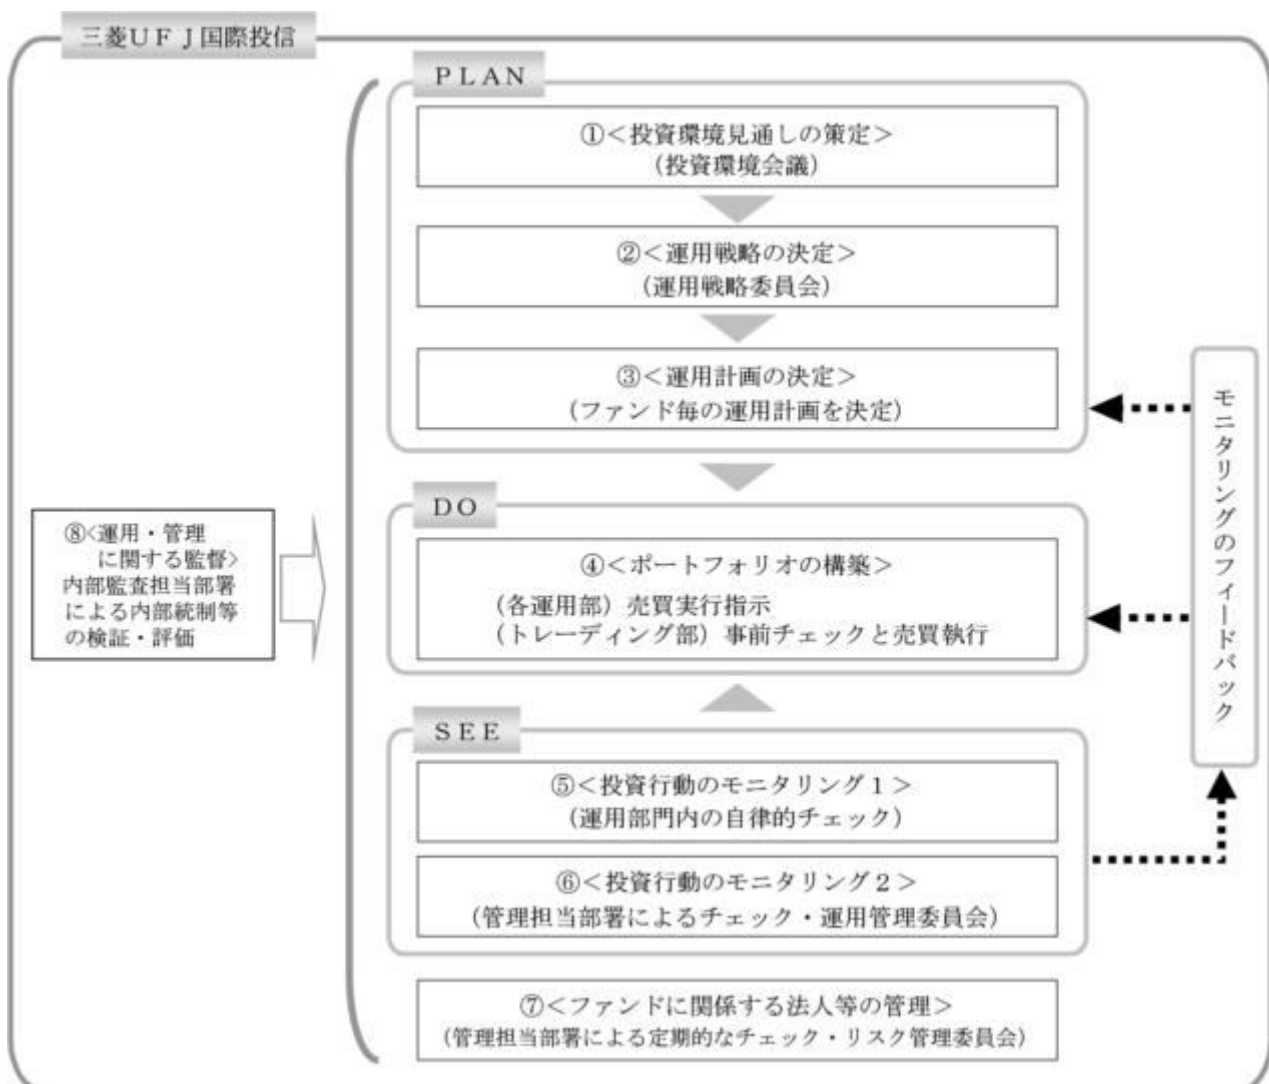 三菱UFJ国際投信
PLAN
①<投資環境見通しの策定>
(投資環境会議)
②<運用戦略の決定>
(運用戦略委員会)
③<運用計画の決定>
(ファンド毎の運用計画を決定)
DO
④<ポートフォリオの構築>
(各運用部)売買実行指示
(トレーディング部)事前チェックと売買執行
SEE
⑤<投資行動のモニタリング1>
(運用部門内の自律的チェック)
⑥<投資行動のモニタリング2>
(管理担当部署によるチェック・運用管理委員会)
⑦<ファンドに関係する法人等の管理>
(管理担当部署による定期的なチェック・リスク管理委員会)
⑧<運用・管理
に関する監督>
内部監査担当部署
による内部統制等
の検証・評価
モニタリングのフィードバック